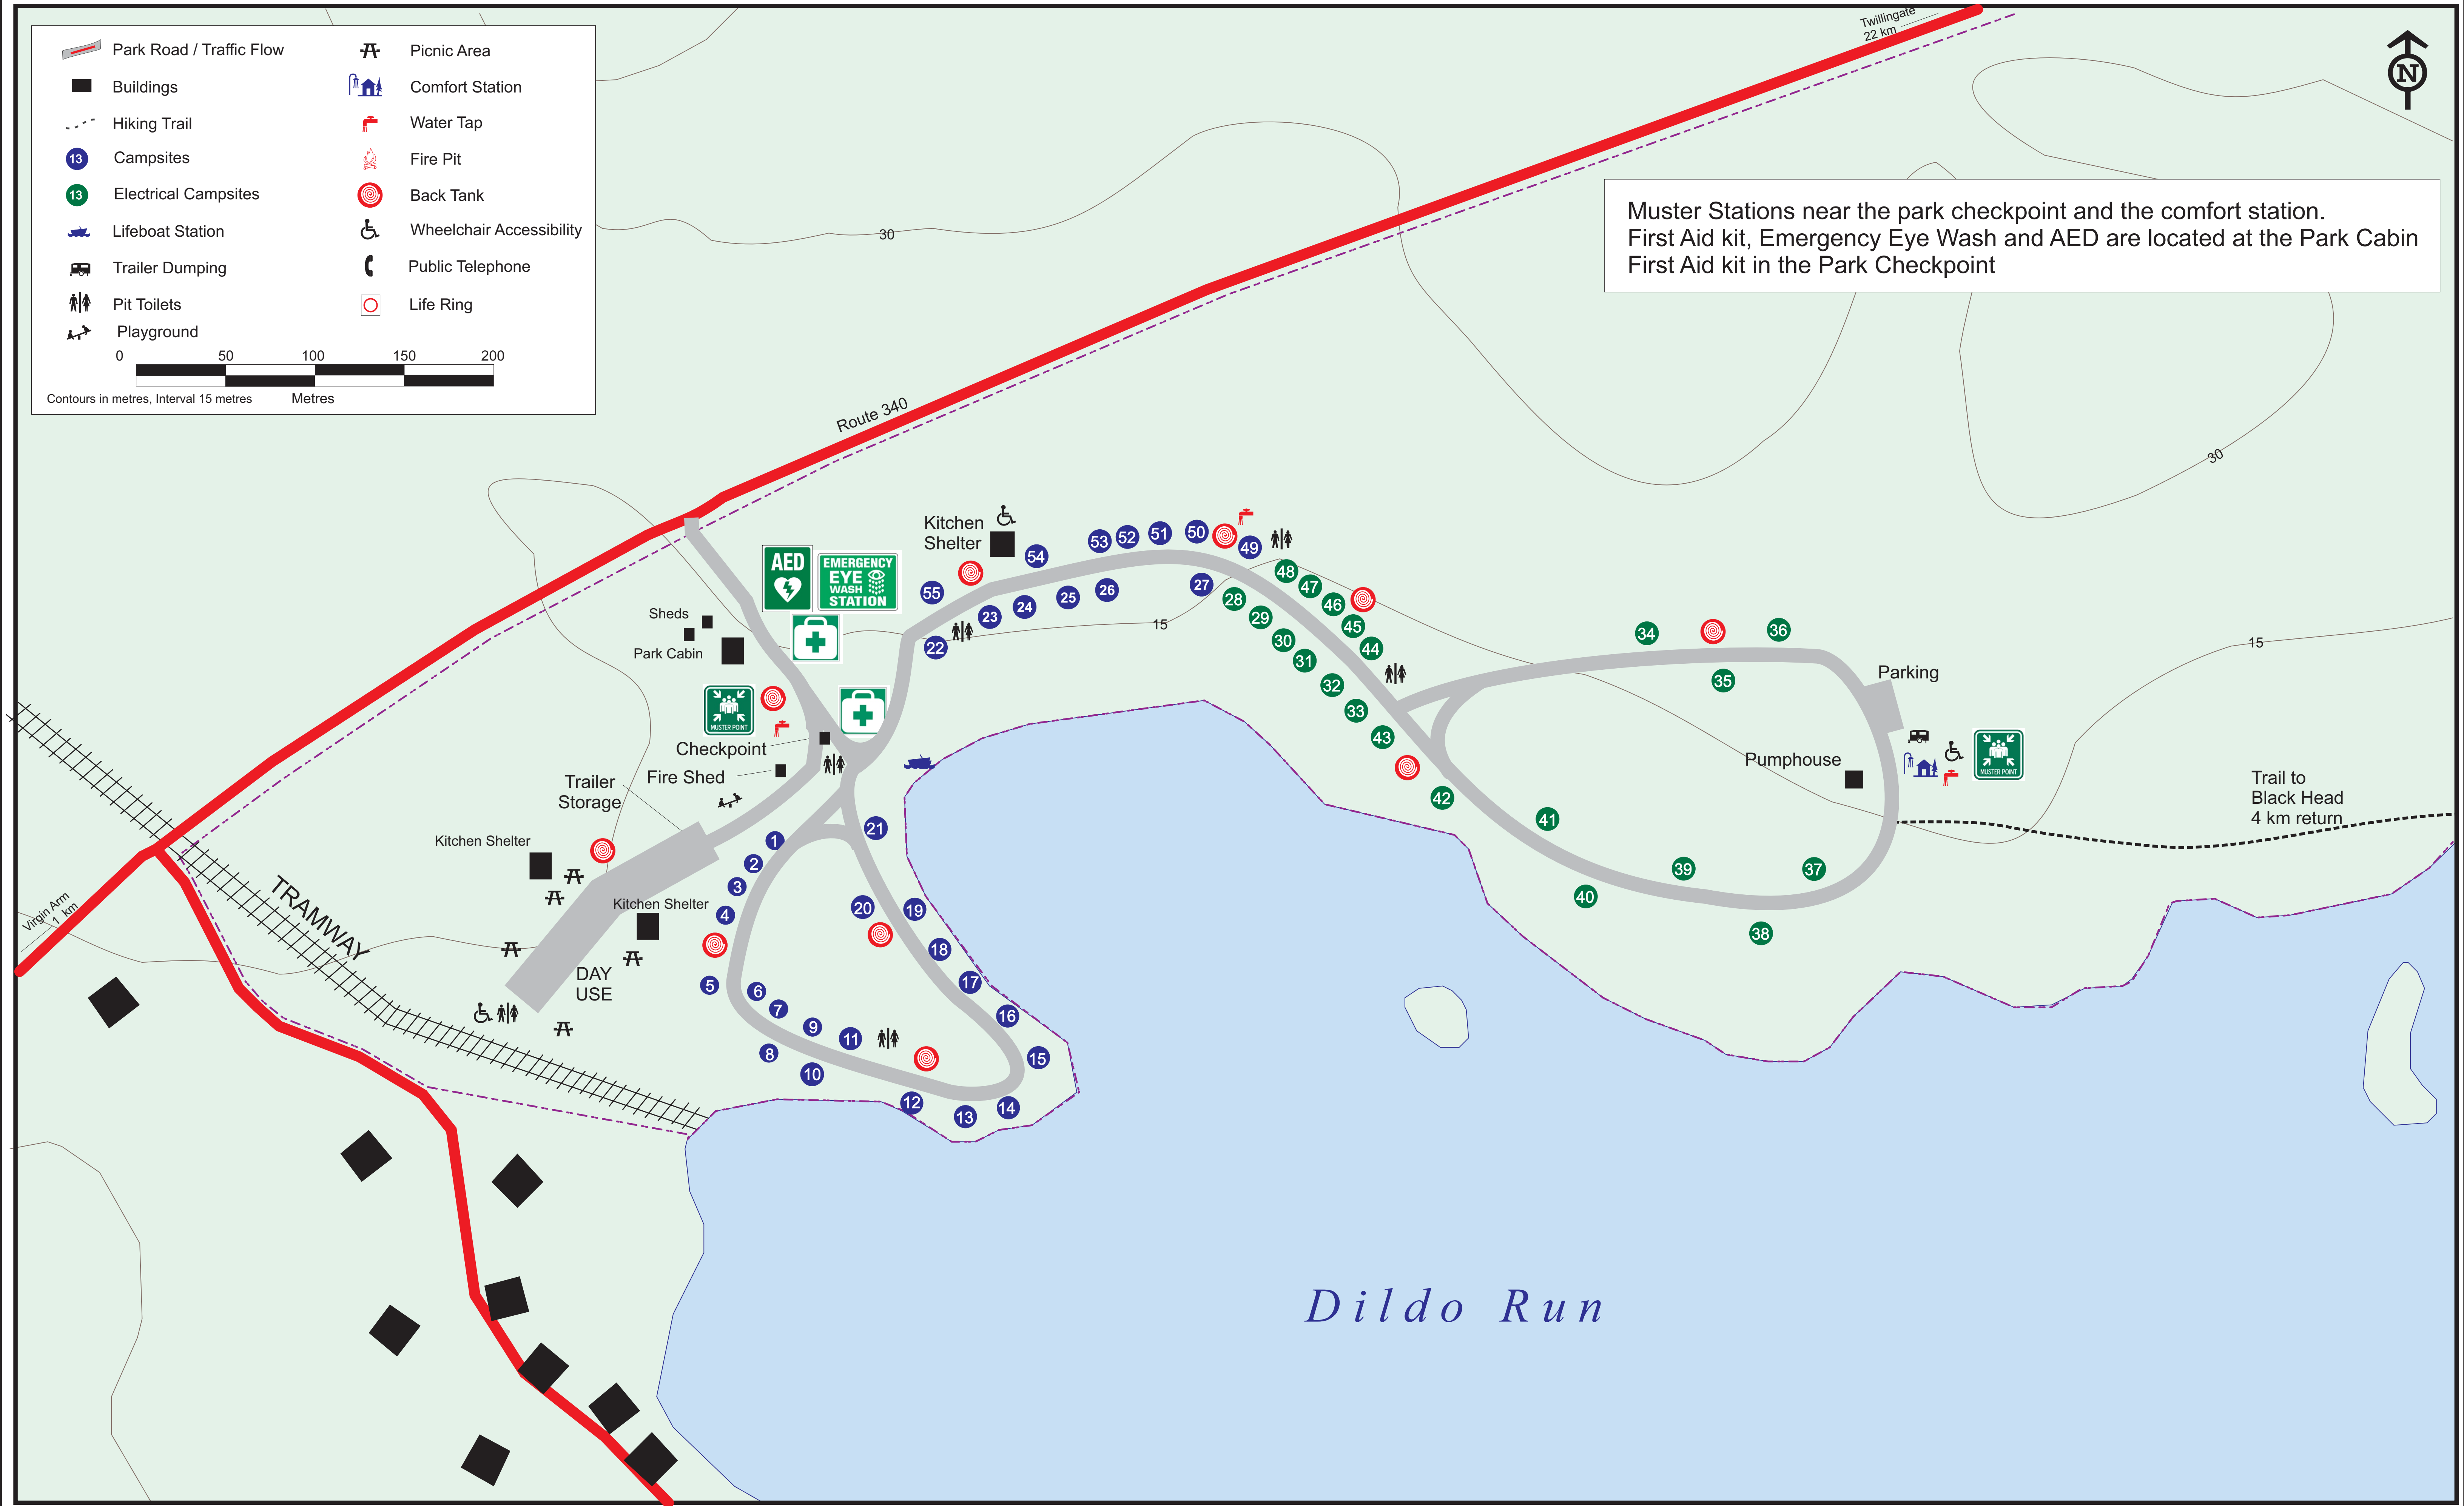 Park Road / Traffic Flow
Buildings
Hiking Trail
13 Campsites
13 Electrical Campsites
Lifeboat Station
Trailer Dumping
Pit Toilets
Playground
Picnic Area
Comfort Station
Water Tap
Fire Pit
Back Tank
Wheelchair Accessibility
Public Telephone
Life Ring
0 50 100 150 200
Contours in metres, Interval 15 metres Metres
Twillingate
22 km
N
Muster Stations near the park checkpoint and the comfort station.
First Aid kit, Emergency Eye Wash and AED are located at the Park Cabin
First Aid kit in the Park Checkpoint
30
Route 340
30
Kitchen
Shelter
AED
EMERGENCY
EYE
WASH
STATION
55
54
53
52
51
50
49
48
47
46
45
44
22
23
24
25
26
27
28
29
30
31
32
33
43
42
15
15
34
35
36
Parking
Pumphouse
MUSTER POINT
41
40
39
38
37
Trail to
Black Head
4 km return
Sheds
Park Cabin
MUSTER POINT
Checkpoint
Fire Shed
Trailer
Storage
Kitchen Shelter
Kitchen Shelter
DAY
USE
TRAMWAY
Virgin Arm
1 km
1
2
3
4
5
6
7
8
9
10
11
12
13
14
15
16
17
18
19
20
21
Dildo Run